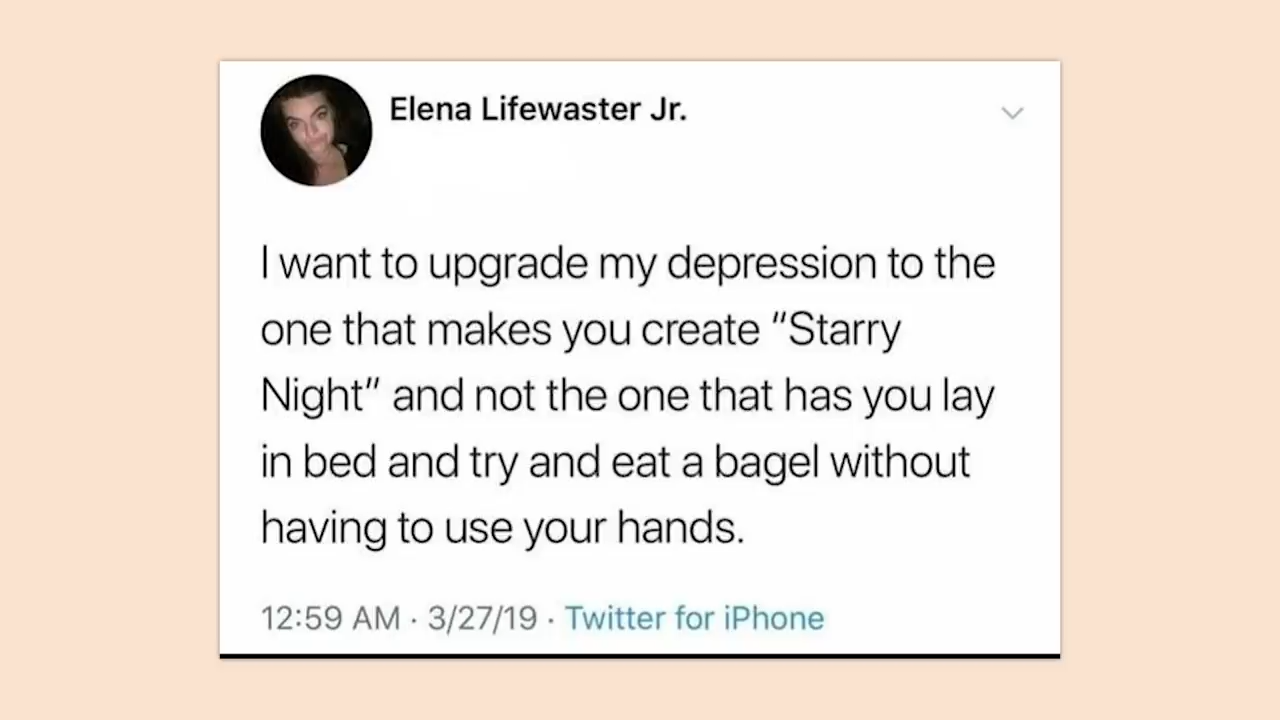 Elena Lifewaster Jr.
I want to upgrade my depression to the
one that makes you create “Starry
Night” and not the one that has you lay
in bed and try and eat a bagel without
having to use your hands.
12:59 AM · 3/27/19 · Twitter for iPhone